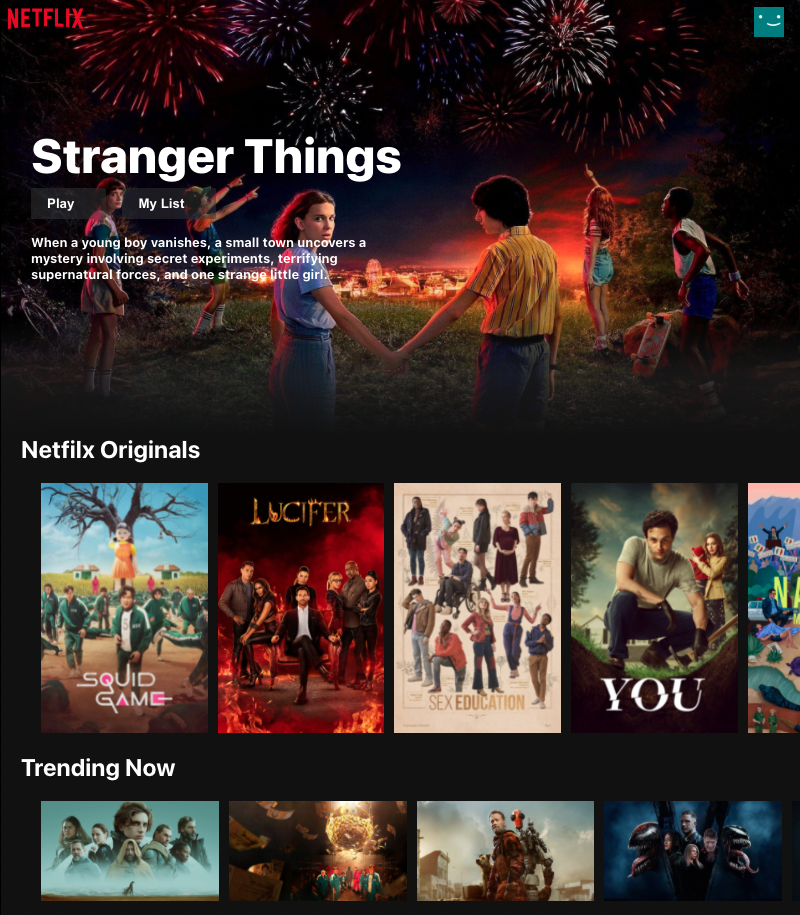 NETFLIX
Stranger Things
Play
My List
When a young boy vanishes, a small town uncovers a
mystery involving secret experiments, terrifying
supernatural forces, and one strange little girl.
Netfilx Originals
LUCIFER
SQUID
GAME
SEX EDUCATION
YOU
Trending Now